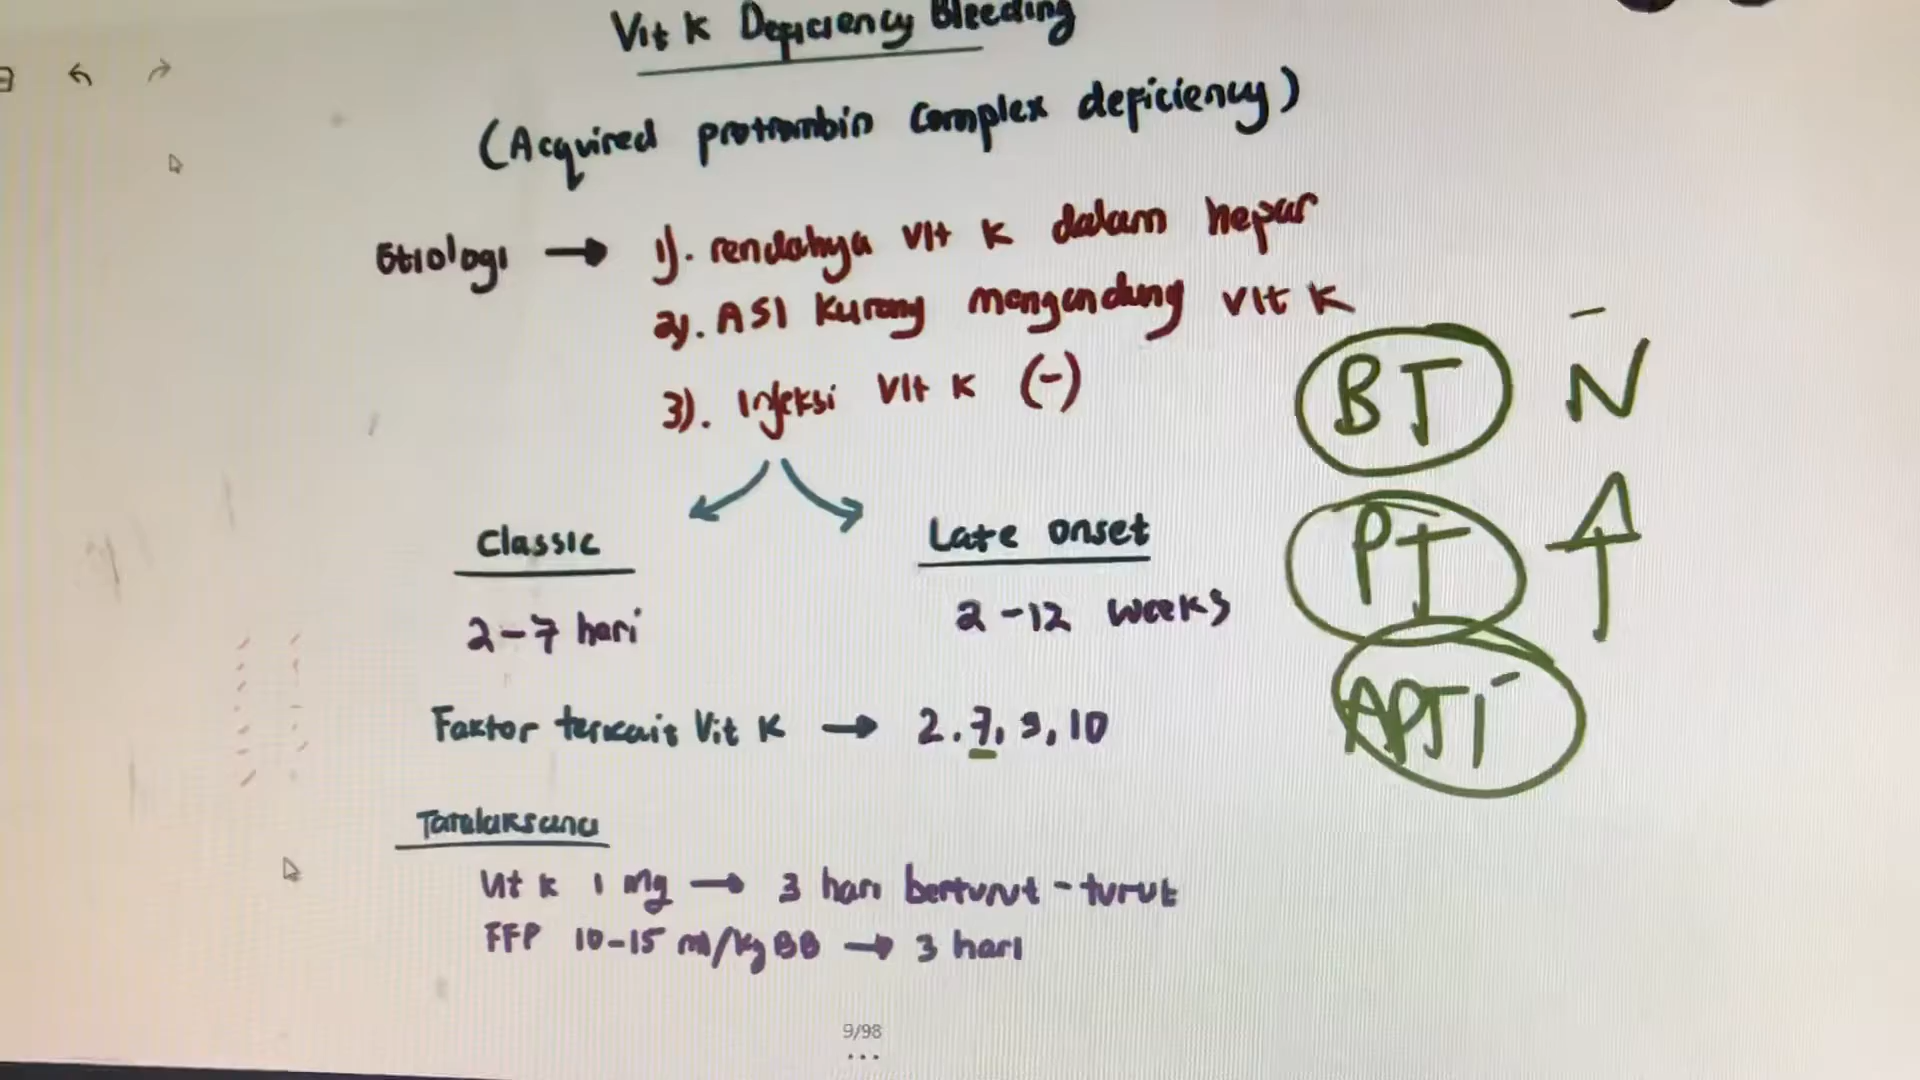 Vit K Deficiency Bleeding
(Acquired protrombin complex deficiency)
Etiologi → 1). rendahya vit K dalam hepar
2). ASI kurang mengandung vit K
3). Injeksi vit K (-)
BT N
PT ↑
APTT
Classic
Late onset
2-7 hari
2-12 weeks
Faktor terkait Vit K → 2. 7, 9, 10
Tatalaksana
Vit K 1 mg → 3 hari berturut-turut
FFP 10-15 ml/kg BB → 3 hari
9/98